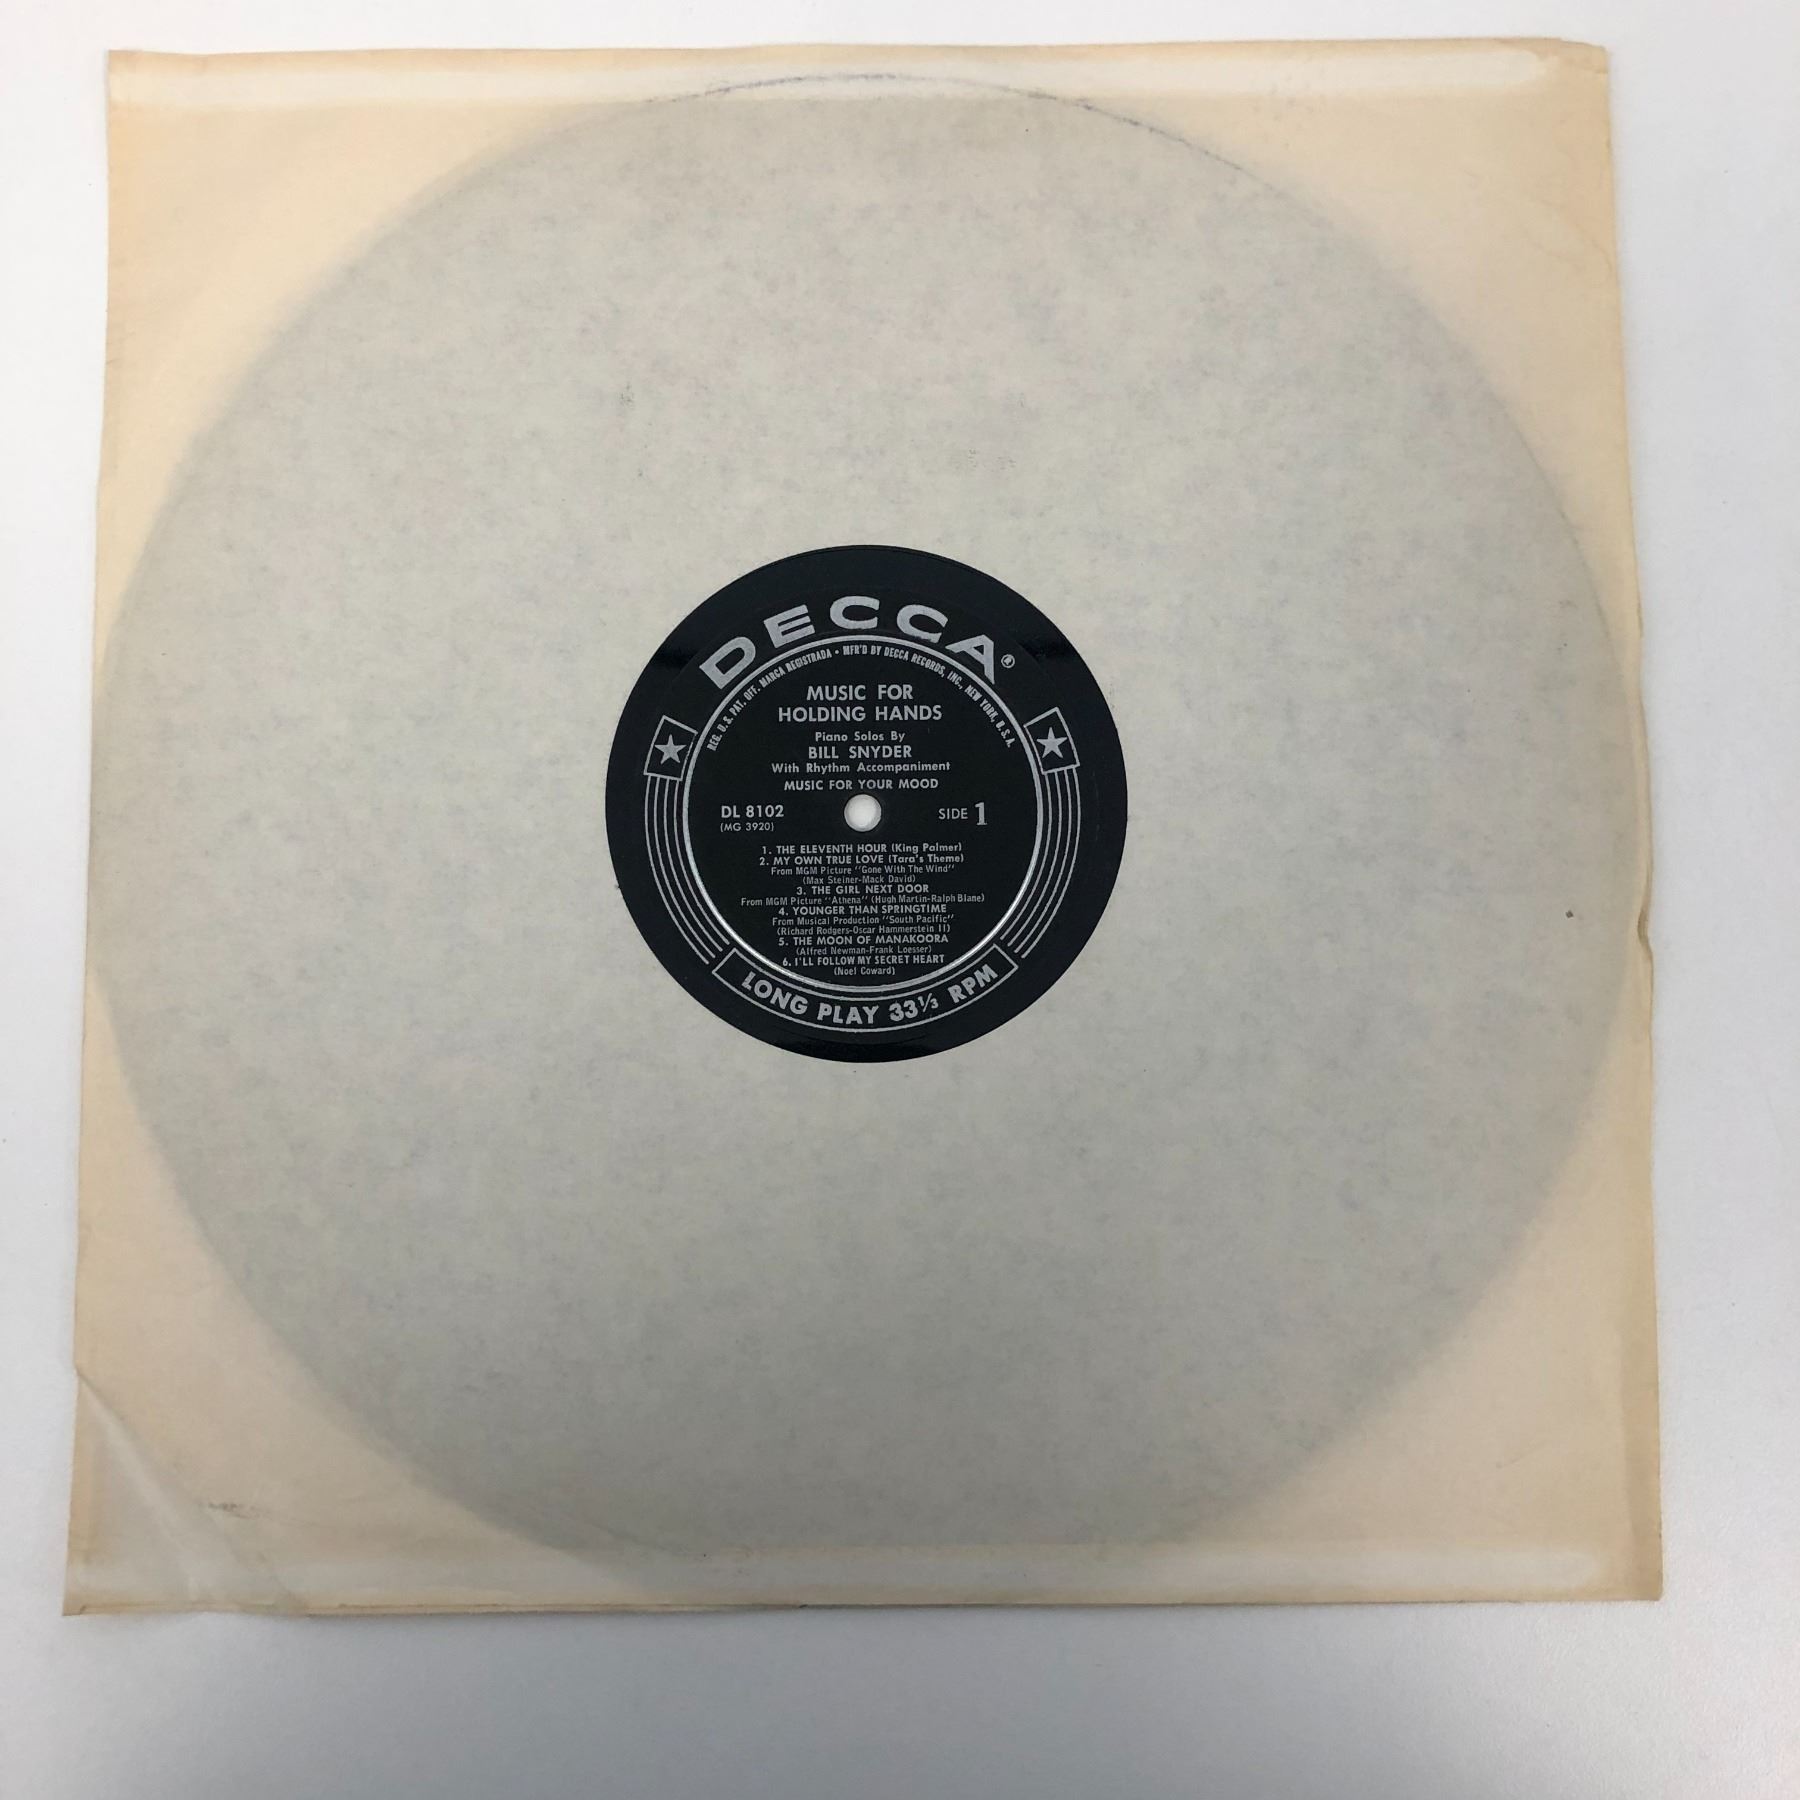 DECCA®
REG. U.S. PAT. OFF. MARCA REGISTRADA • MFR'D BY DECCA RECORDS, INC., NEW YORK, U.S.A.
MUSIC FOR
HOLDING HANDS
Piano Solos By
BILL SNYDER
With Rhythm Accompaniment
MUSIC FOR YOUR MOOD
DL 8102 SIDE 1
(MG 3920)
1. THE ELEVENTH HOUR (King Palmer)
2. MY OWN TRUE LOVE (Tara's Theme)
From MGM Picture "Gone With The Wind"
(Max Steiner-Mack David)
3. THE GIRL NEXT DOOR
From MGM Picture "Athena" (Hugh Martin-Ralph Blane)
4. YOUNGER THAN SPRINGTIME
From Musical Production "South Pacific"
(Richard Rodgers-Oscar Hammerstein II)
5. THE MOON OF MANAKOORA
(Alfred Newman-Frank Loesser)
6. I'LL FOLLOW MY SECRET HEART
(Noel Coward)
LONG PLAY 33⅓ RPM